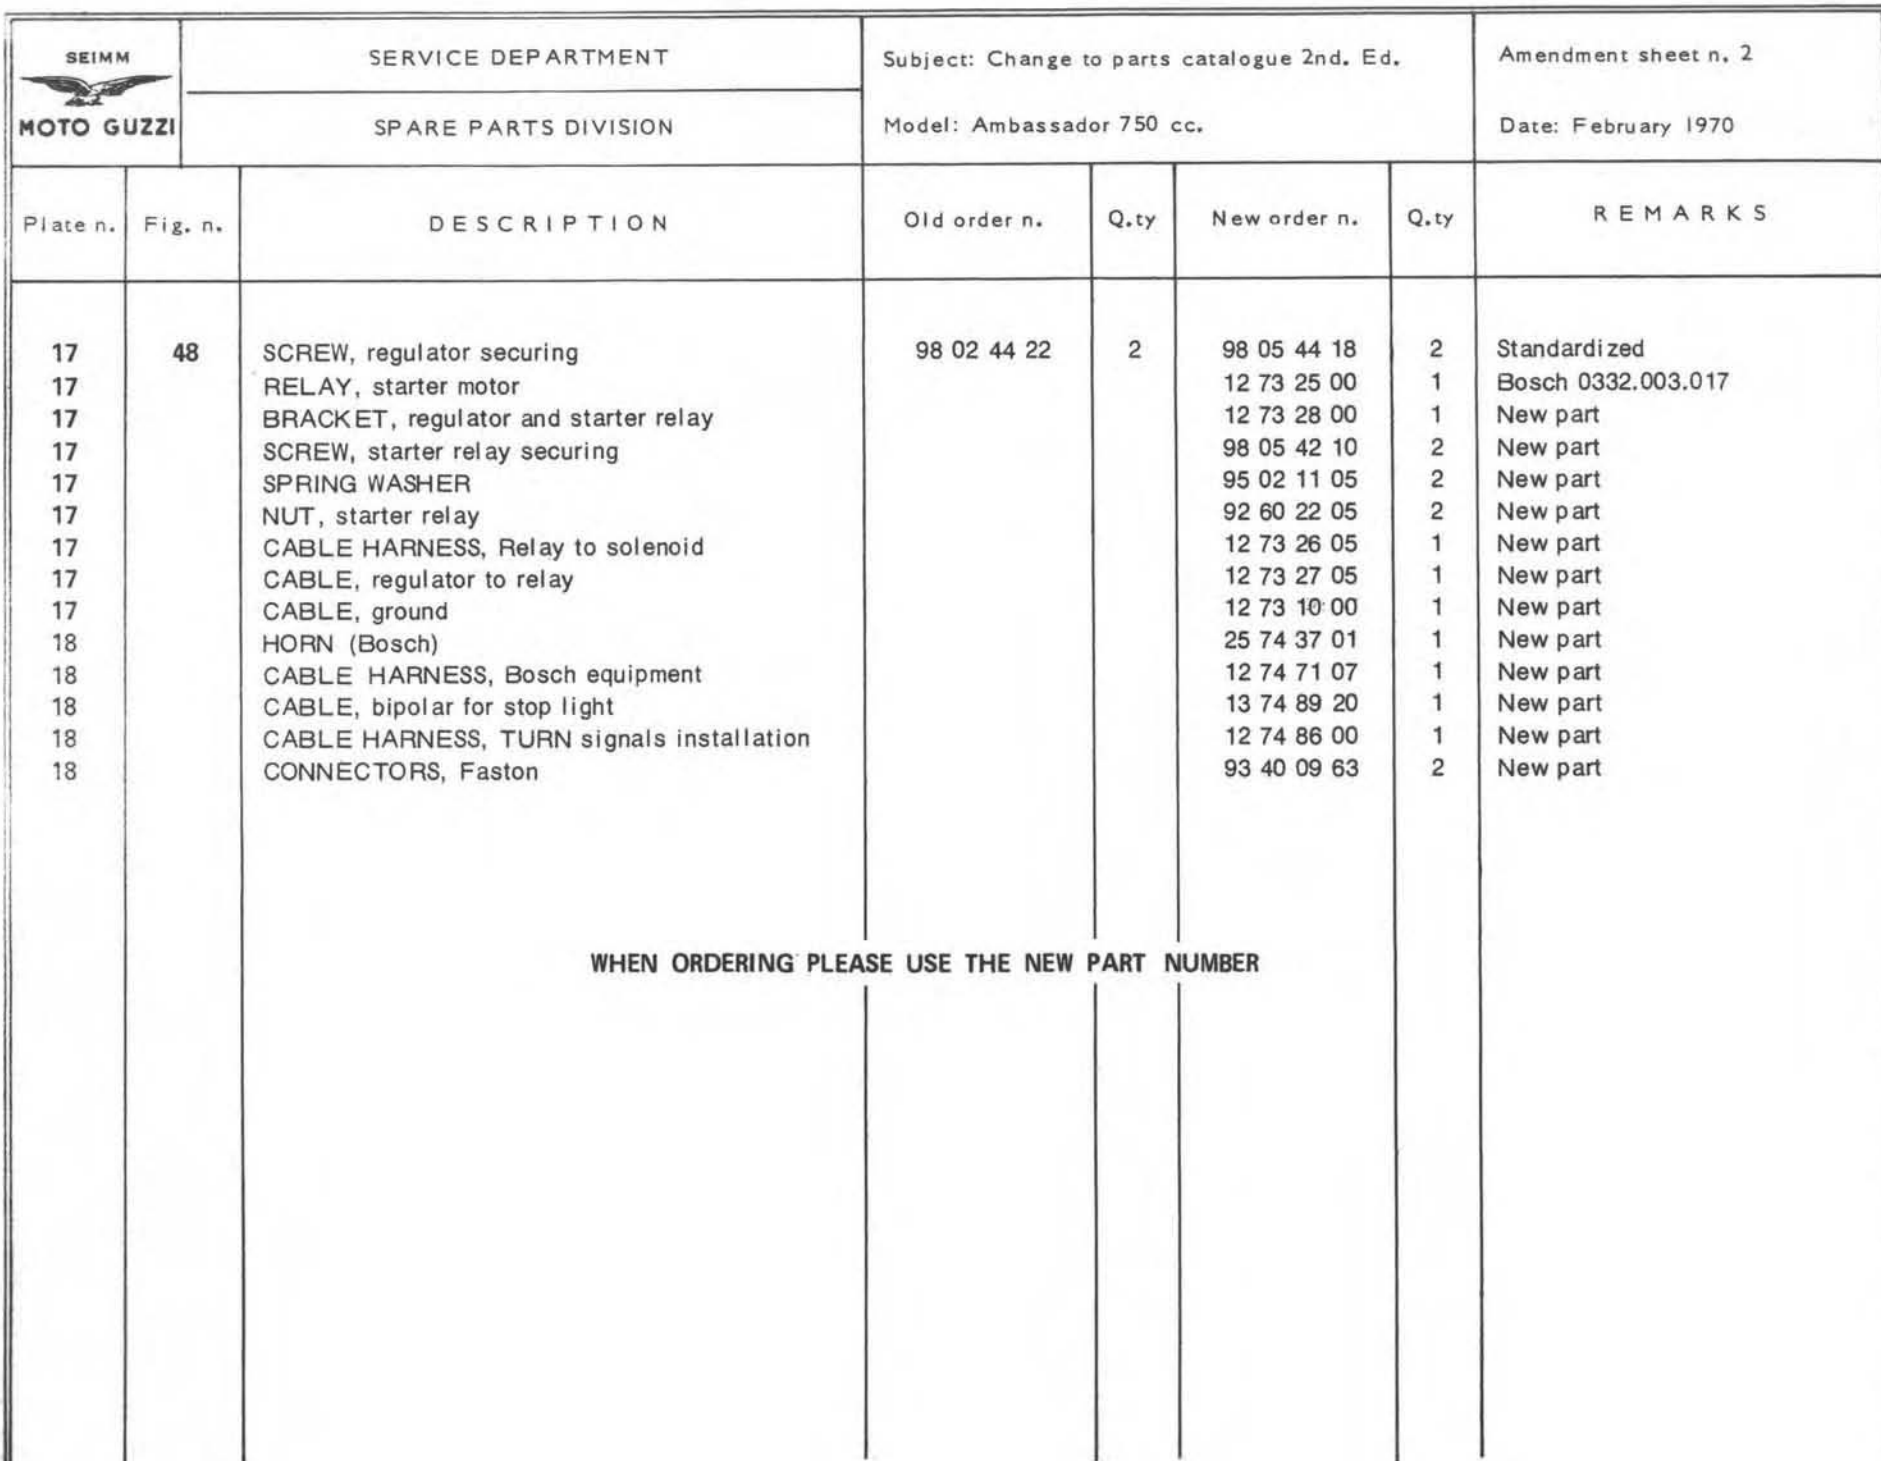 SEIMM
MOTO GUZZI
SERVICE DEPARTMENT
SPARE PARTS DIVISION
Subject: Change to parts catalogue 2nd. Ed.
Model: Ambassador 750 cc.
Amendment sheet n. 2
Date: February 1970
Plate n. Fig. n. DESCRIPTION Old order n. Q.ty New order n. Q.ty REMARKS
17 48 SCREW, regulator securing 98 02 44 22 2 98 05 44 18 2 Standardized
17 RELAY, starter motor 12 73 25 00 1 Bosch 0332.003.017
17 BRACKET, regulator and starter relay 12 73 28 00 1 New part
17 SCREW, starter relay securing 98 05 42 10 2 New part
17 SPRING WASHER 95 02 11 05 2 New part
17 NUT, starter relay 92 60 22 05 2 New part
17 CABLE HARNESS, Relay to solenoid 12 73 26 05 1 New part
17 CABLE, regulator to relay 12 73 27 05 1 New part
17 CABLE, ground 12 73 10 00 1 New part
18 HORN (Bosch) 25 74 37 01 1 New part
18 CABLE HARNESS, Bosch equipment 12 74 71 07 1 New part
18 CABLE, bipolar for stop light 13 74 89 20 1 New part
18 CABLE HARNESS, TURN signals installation 12 74 86 00 1 New part
18 CONNECTORS, Faston 93 40 09 63 2 New part
WHEN ORDERING PLEASE USE THE NEW PART NUMBER